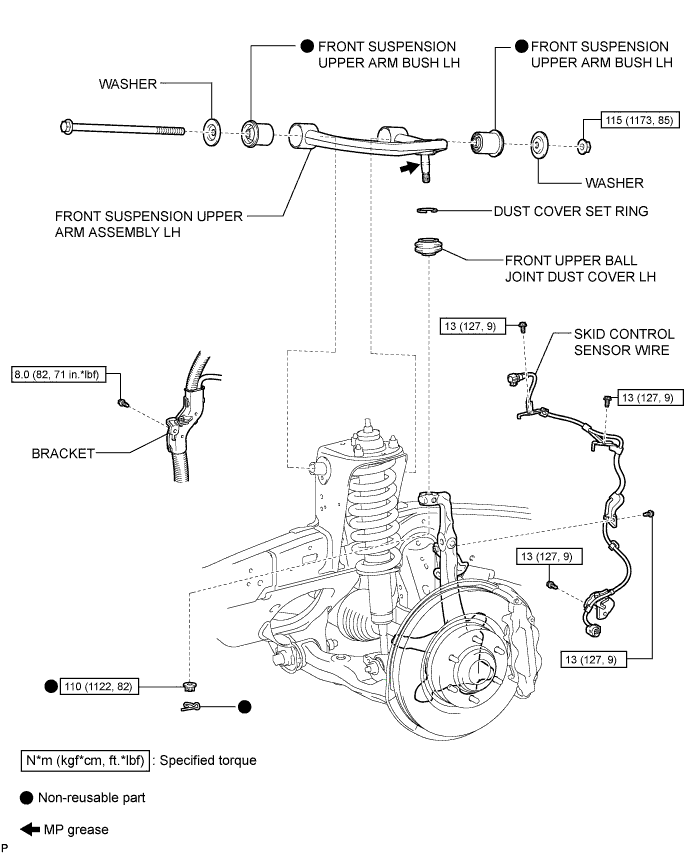 FRONT SUSPENSION
UPPER ARM BUSH LH
FRONT SUSPENSION
UPPER ARM BUSH LH
WASHER
115 (1173, 85)
WASHER
FRONT SUSPENSION UPPER
ARM ASSEMBLY LH
DUST COVER SET RING
FRONT UPPER BALL
JOINT DUST COVER LH
13 (127, 9)
SKID CONTROL
SENSOR WIRE
8.0 (82, 71 in.*lbf)
13 (127, 9)
BRACKET
13 (127, 9)
13 (127, 9)
110 (1122, 82)
N*m (kgf*cm, ft.*lbf) : Specified torque
Non-reusable part
MP grease
P